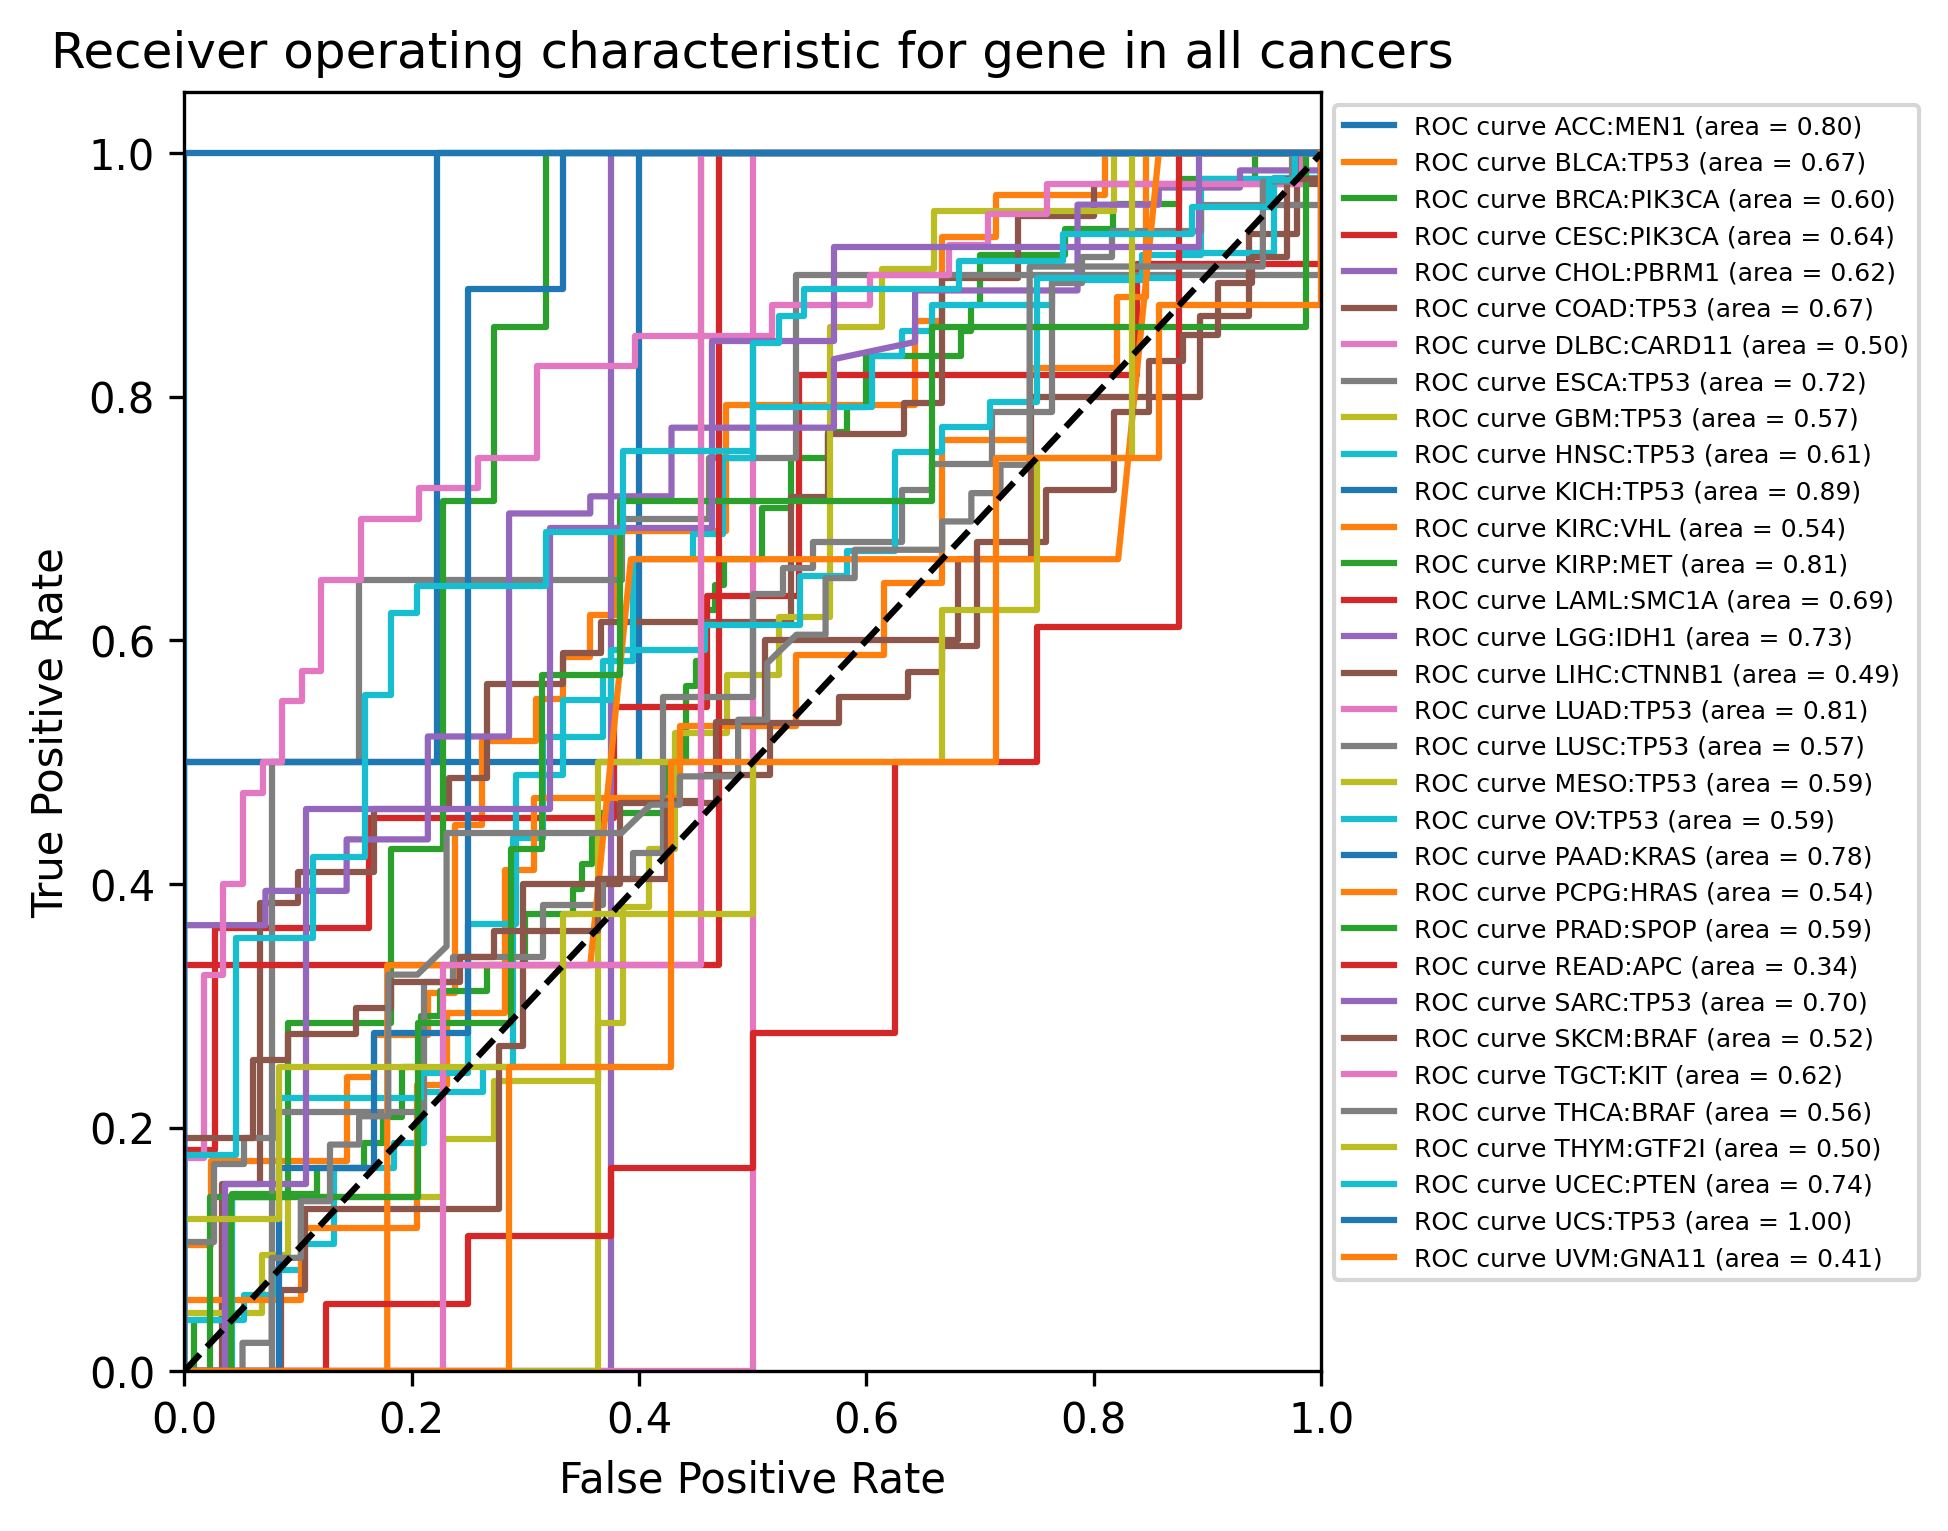 Receiver operating characteristic for gene in all cancers
True Positive Rate
1.0
0.8
0.6
0.4
0.2
0.0
0.0 0.2 0.4 0.6 0.8 1.0
False Positive Rate
ROC curve ACC:MEN1 (area = 0.80)
ROC curve BLCA:TP53 (area = 0.67)
ROC curve BRCA:PIK3CA (area = 0.60)
ROC curve CESC:PIK3CA (area = 0.64)
ROC curve CHOL:PBRM1 (area = 0.62)
ROC curve COAD:TP53 (area = 0.67)
ROC curve DLBC:CARD11 (area = 0.50)
ROC curve ESCA:TP53 (area = 0.72)
ROC curve GBM:TP53 (area = 0.57)
ROC curve HNSC:TP53 (area = 0.61)
ROC curve KICH:TP53 (area = 0.89)
ROC curve KIRC:VHL (area = 0.54)
ROC curve KIRP:MET (area = 0.81)
ROC curve LAML:SMC1A (area = 0.69)
ROC curve LGG:IDH1 (area = 0.73)
ROC curve LIHC:CTNNB1 (area = 0.49)
ROC curve LUAD:TP53 (area = 0.81)
ROC curve LUSC:TP53 (area = 0.57)
ROC curve MESO:TP53 (area = 0.59)
ROC curve OV:TP53 (area = 0.59)
ROC curve PAAD:KRAS (area = 0.78)
ROC curve PCPG:HRAS (area = 0.54)
ROC curve PRAD:SPOP (area = 0.59)
ROC curve READ:APC (area = 0.34)
ROC curve SARC:TP53 (area = 0.70)
ROC curve SKCM:BRAF (area = 0.52)
ROC curve TGCT:KIT (area = 0.62)
ROC curve THCA:BRAF (area = 0.56)
ROC curve THYM:GTF2I (area = 0.50)
ROC curve UCEC:PTEN (area = 0.74)
ROC curve UCS:TP53 (area = 1.00)
ROC curve UVM:GNA11 (area = 0.41)